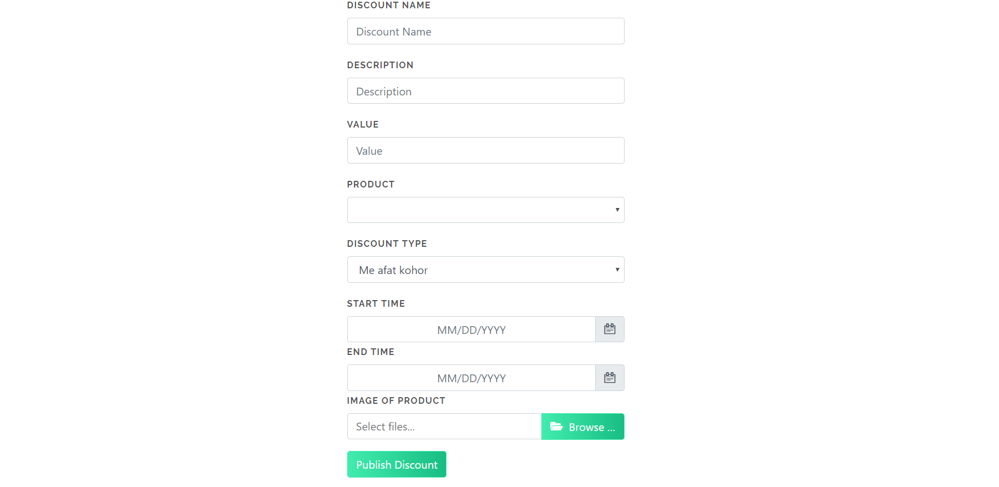 DISCOUNT NAME
Discount Name
DESCRIPTION
Description
VALUE
Value
PRODUCT
DISCOUNT TYPE
Me afat kohor
START TIME
MM/DD/YYYY
END TIME
MM/DD/YYYY
IMAGE OF PRODUCT
Select files...
Browse ...
Publish Discount